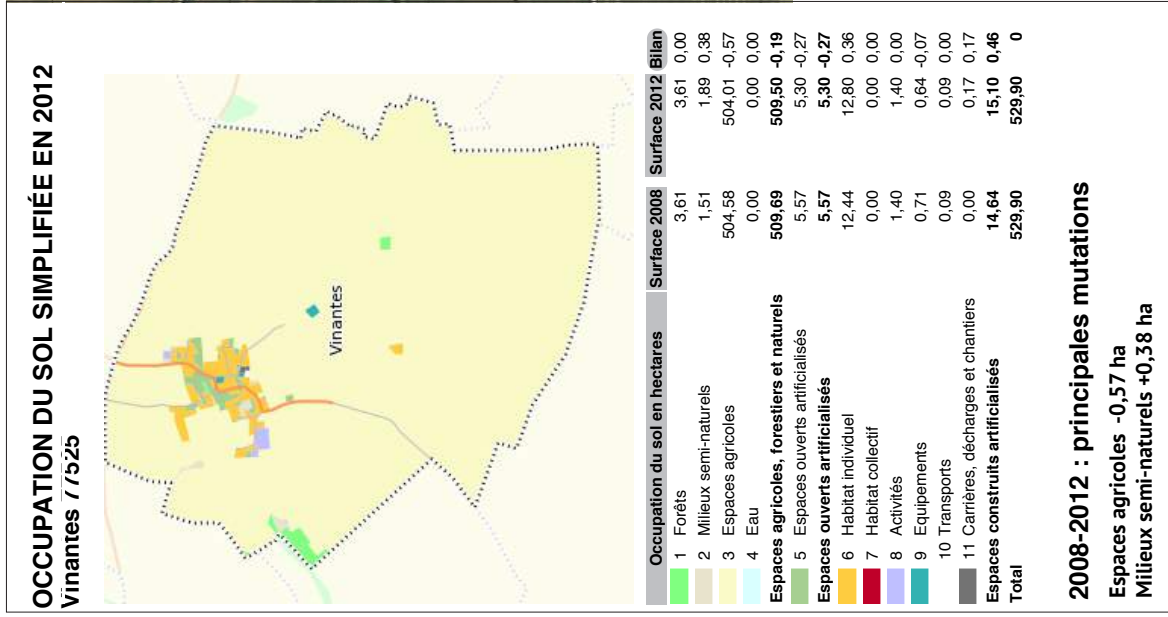 OCCUPATION DU SOL SIMPLIFIÉE EN 2012
Vinantes 77525
Vinantes
Occupation du sol en hectares Surface 2008 Surface 2012 Bilan
1 Forêts 3,61 3,61 0,00
2 Milieux semi-naturels 1,51 1,89 0,38
3 Espaces agricoles 504,58 504,01 -0,57
4 Eau 0,00 0,00 0,00
Espaces agricoles, forestiers et naturels 509,69 509,50 -0,19
5 Espaces ouverts artificialisés 5,57 5,30 -0,27
Espaces ouverts artificialisés 5,57 5,30 -0,27
6 Habitat individuel 12,44 12,80 0,36
7 Habitat collectif 0,00 0,00 0,00
8 Activités 1,40 1,40 0,00
9 Equipements 0,71 0,64 -0,07
10 Transports 0,09 0,09 0,00
11 Carrières, décharges et chantiers 0,00 0,17 0,17
Espaces construits artificialisés 14,64 15,10 0,46
Total 529,90 529,90 0
2008-2012 : principales mutations
Espaces agricoles -0,57 ha
Milieux semi-naturels +0,38 ha